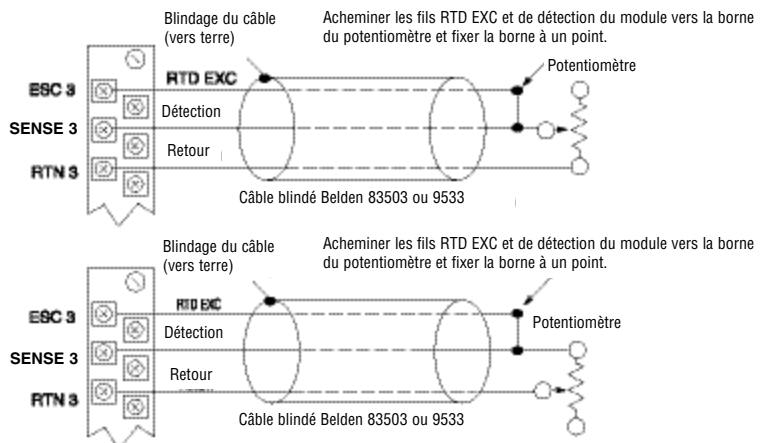 Blindage du câble
(vers terre)
Acheminer les fils RTD EXC et de détection du module vers la borne
du potentiomètre et fixer la borne à un point.
Potentiomètre
RTD EXC
ESC 3
Détection
SENSE 3
Retour
RTN 3
Câble blindé Belden 83503 ou 9533
Blindage du câble
(vers terre)
Acheminer les fils RTD EXC et de détection du module vers la borne
du potentiomètre et fixer la borne à un point.
RTD EXC
ESC 3
Potentiomètre
Détection
SENSE 3
Retour
RTN 3
Câble blindé Belden 83503 ou 9533